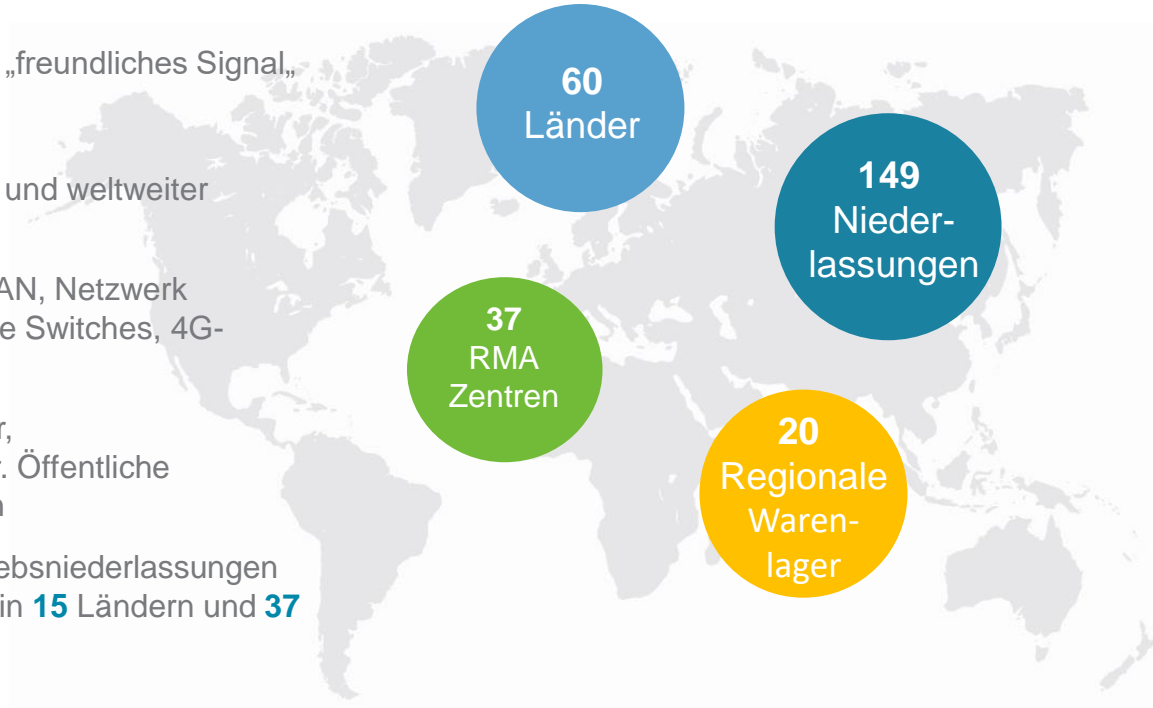 „freundliches Signal„
und weltweiter
AN, Netzwerk
e Switches, 4G-
r,
. Öffentliche
n
ebsniederlassungen
in 15 Ländern und 37
60
Länder
149
Nieder-
lassungen
37
RMA
Zentren
20
Regionale
Waren-
lager